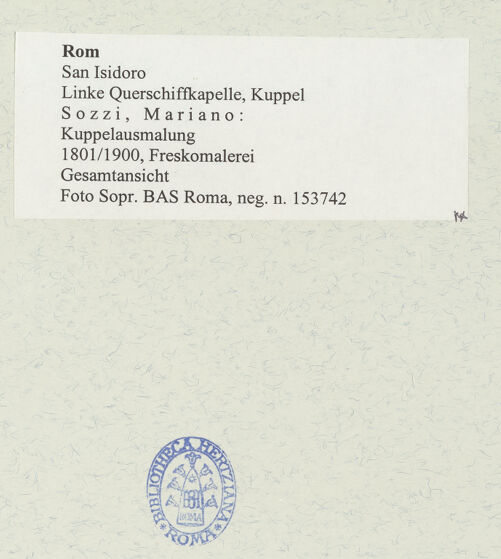 Rom
San Isidoro
Linke Querschiffkapelle, Kuppel
Sozzi, Mariano:
Kuppelausmalung
1801/1900, Freskomalerei
Gesamtansicht
Foto Sopr. BAS Roma, neg. n. 153742
BIBLIOTHECA HERTZIANA
ROMA
* ROMA *